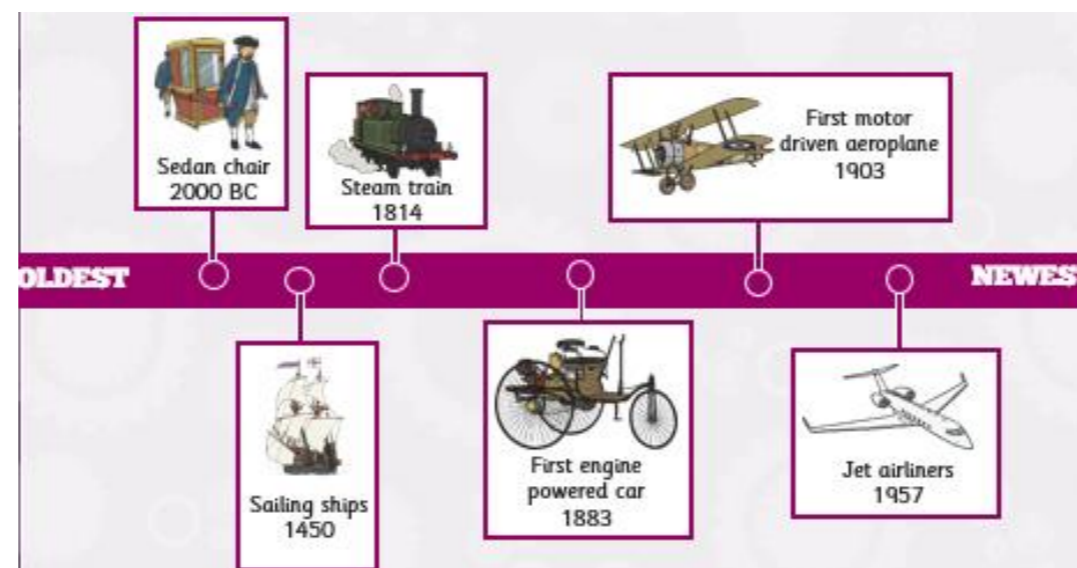 Sedan chair
2000 BC
Steam train
1814
First motor
driven aeroplane
1903
OLDEST
NEWES
Sailing ships
1450
First engine
powered car
1883
Jet airliners
1957